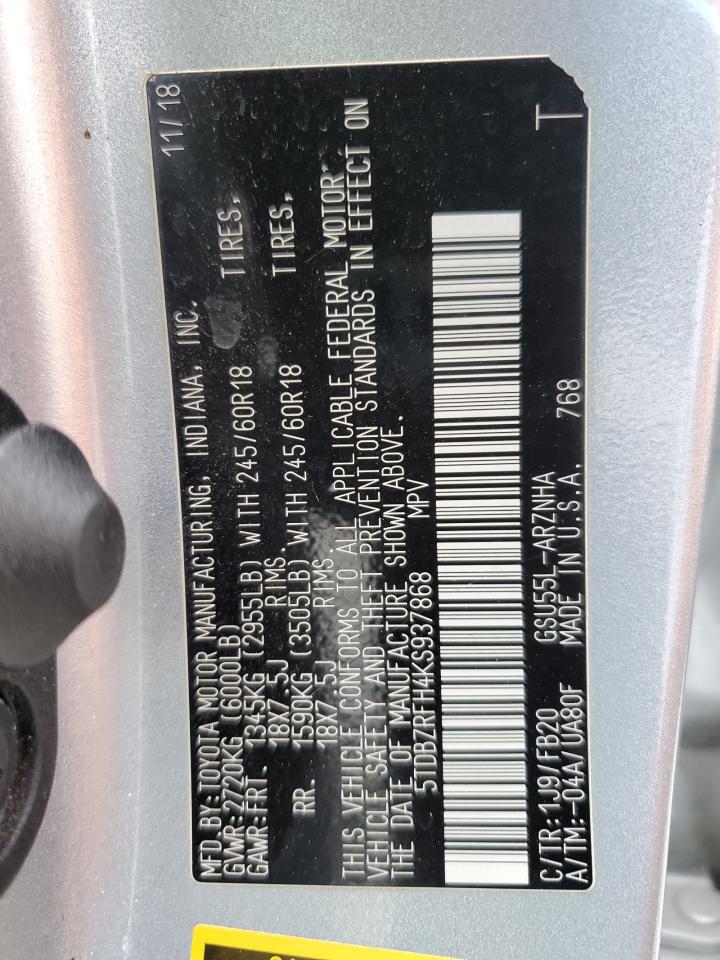 MFD. BY: TOYOTA MOTOR MANUFACTURING, INDIANA, INC. 11/18
GVWR: 2720KG (6000LB)
GAWR: FRT. 1345KG (2955LB) WITH 245/60R18 TIRES,
18X7.5J RIMS.
RR. 1590KG (3505LB) WITH 245/60R18 TIRES,
18X7.5J RIMS.
THIS VEHICLE CONFORMS TO ALL APPLICABLE FEDERAL MOTOR
VEHICLE SAFETY AND THEFT PREVENTION STANDARDS IN EFFECT ON
THE DATE OF MANUFACTURE SHOWN ABOVE.
5TDBZRFH4KS937868 MPV
C/TR: 1J9/FB20 GSU55L-ARZNHA T
A/TM: -04A/UA80F MADE IN U.S.A. 768